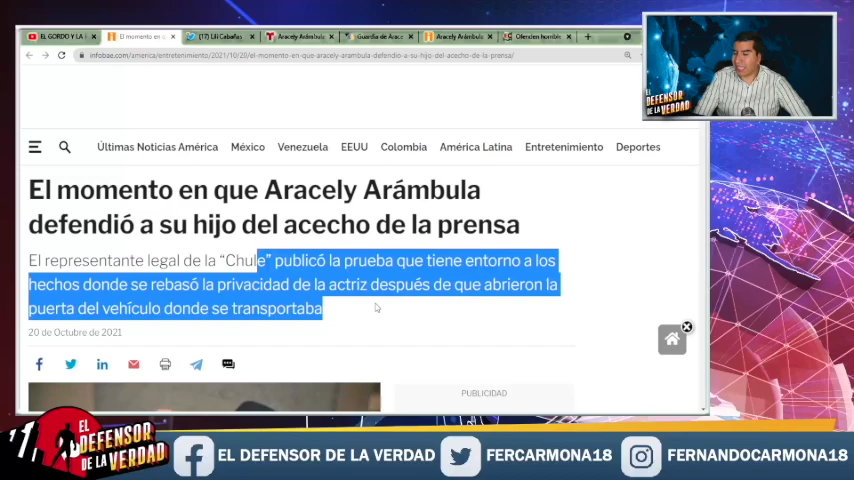 EL GORDO Y LA
El momento en q
(17) Lili Cabañas
Aracely Arámbula
Guardia de Arace
Aracely Arámbula
Ofenden horrible
infobae.com/america/entretenimiento/2021/10/20/el-momento-en-que-aracely-arambula-defendio-a-su-hijo-del-acecho-de-la-prensa/
EL
DEFENSOR
DE LA
VERDAD
Últimas Noticias América México Venezuela EEUU Colombia América Latina Entretenimiento Deportes
El momento en que Aracely Arámbula
defendió a su hijo del acecho de la prensa
El representante legal de la “Chule” publicó la prueba que tiene entorno a los
hechos donde se rebasó la privacidad de la actriz después de que abrieron la
puerta del vehículo donde se transportaba
20 de Octubre de 2021
PUBLICIDAD
EL
DEFENSOR
DE LA VERDAD
EL DEFENSOR DE LA VERDAD FERCARMONA18 FERNANDOCARMONA18